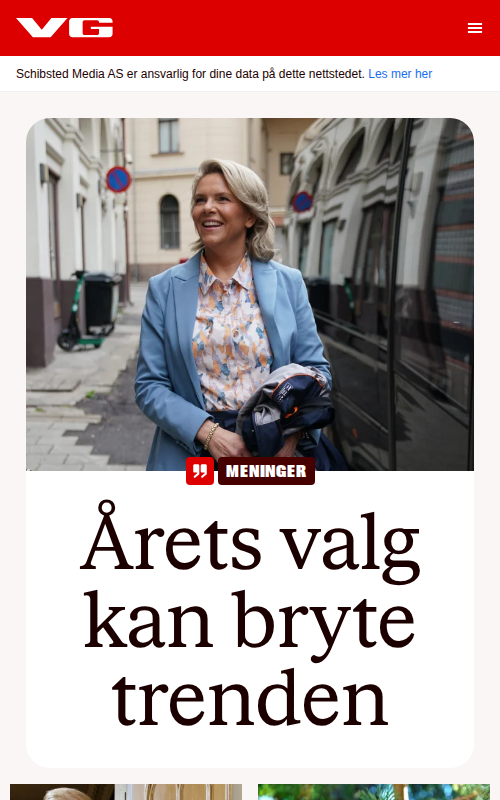 VG
Schibsted Media AS er ansvarlig for dine data på dette nettstedet. Les mer her
MENINGER
Årets valg
kan bryte
trenden